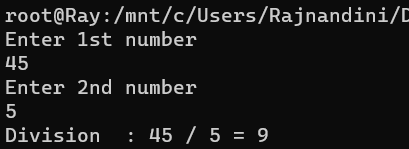 root@Ray:/mnt/c/Users/Rajnandini/D
Enter 1st number
45
Enter 2nd number
5
Division  : 45 / 5 = 9